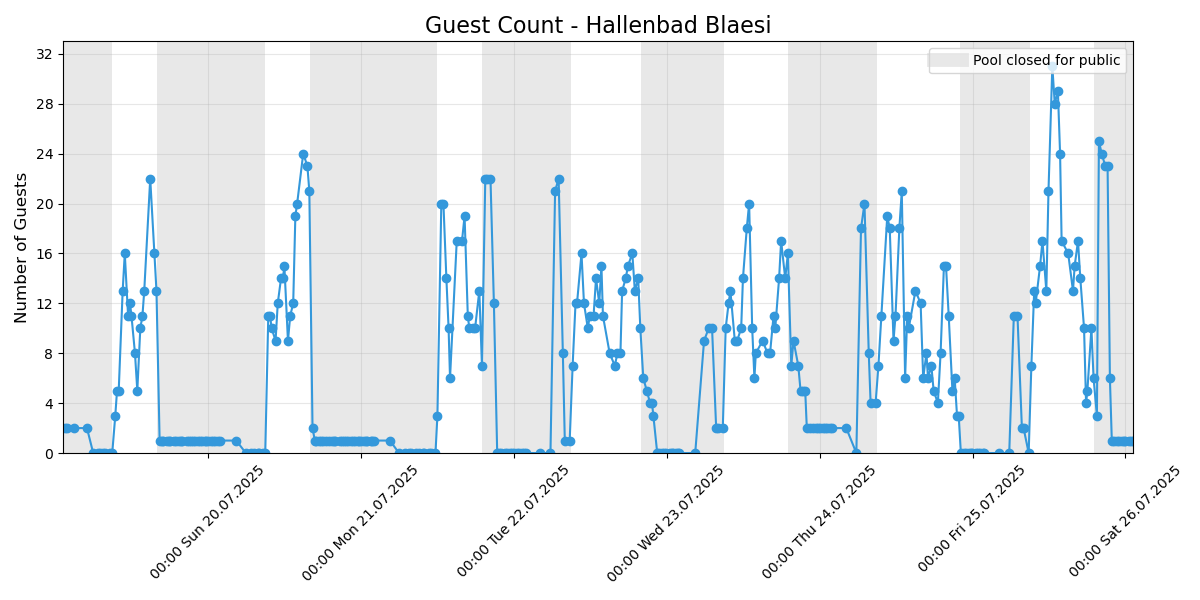 Guest Count - Hallenbad Blaesi
Pool closed for public
Number of Guests
32
28
24
20
16
12
8
4
0
00:00 Sun 20.07.2025
00:00 Mon 21.07.2025
00:00 Tue 22.07.2025
00:00 Wed 23.07.2025
00:00 Thu 24.07.2025
00:00 Fri 25.07.2025
00:00 Sat 26.07.2025